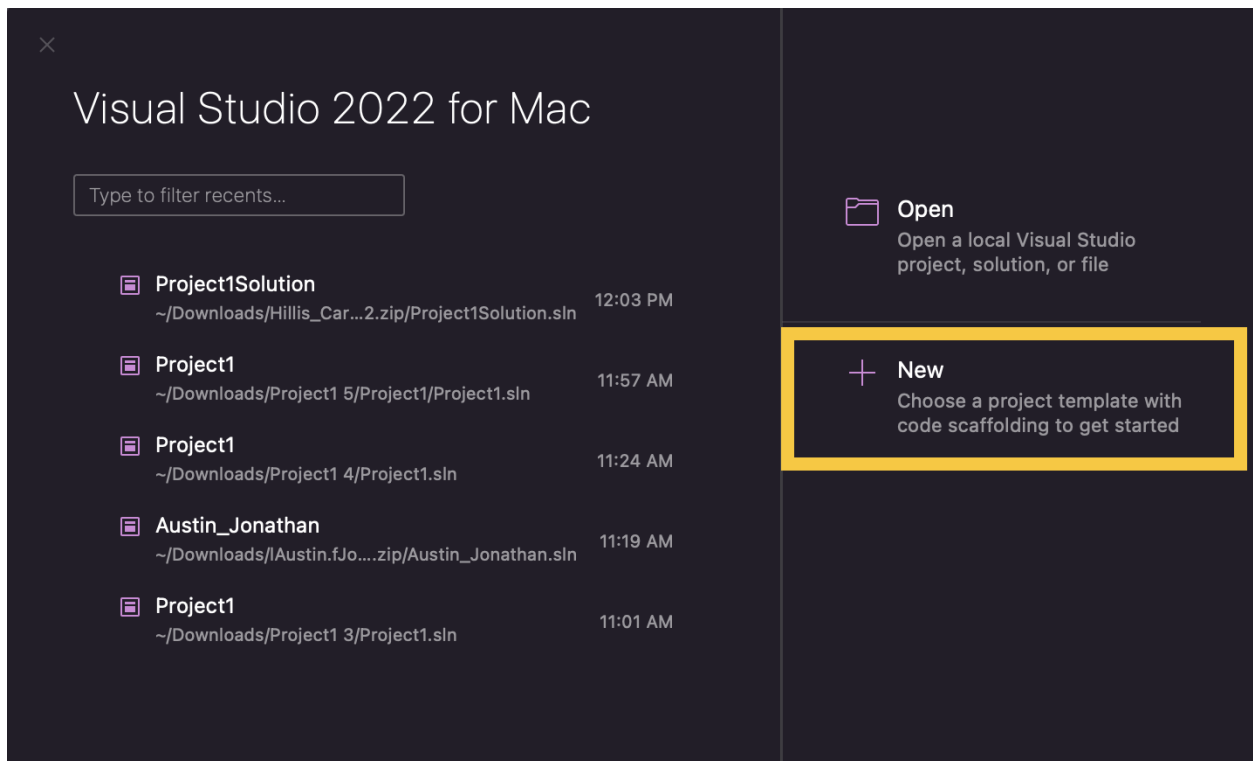 Visual Studio 2022 for Mac
Type to filter recents...
Project1Solution
~/Downloads/Hillis_Car...2.zip/Project1Solution.sln
12:03 PM
Project1
~/Downloads/Project1 5/Project1/Project1.sln
11:57 AM
Project1
~/Downloads/Project1 4/Project1.sln
11:24 AM
Austin_Jonathan
~/Downloads/lAustin.fJo....zip/Austin_Jonathan.sln
11:19 AM
Project1
~/Downloads/Project1 3/Project1.sln
11:01 AM
Open
Open a local Visual Studio
project, solution, or file
New
Choose a project template with
code scaffolding to get started